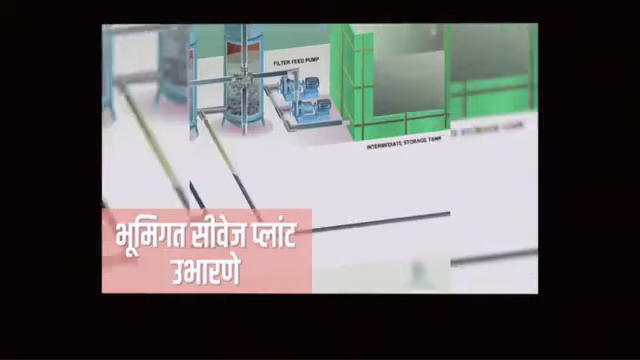 FILTER FEED PUMP
INTERMEDIATE STORAGE TANK
भूमिगत सीवेज प्लांट
उभारणे